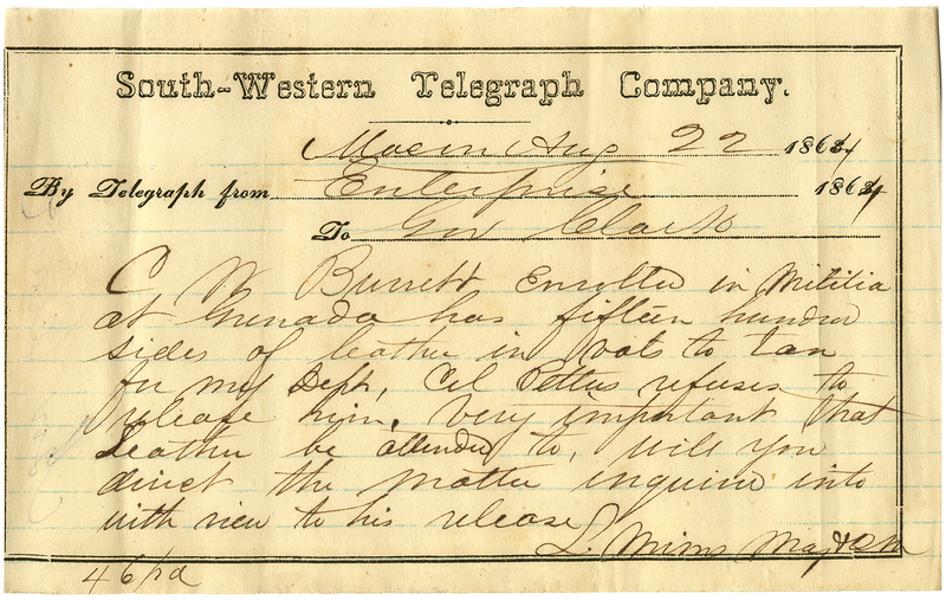 South-Western Telegraph Company.
Macon Aug 22 1864
By Telegraph from Enterprise 1864
To Gov Clark
C W Burrett Enrolled in Militia
at Grenada has fifteen hundred
sides of leather in vats to tan
for my Dept, Col Pettus refuses to
release him. Very important that
Leather be attended to, will you
direct the matter inquired into
with view to his release
L. Mims Maj & QM
46 pd